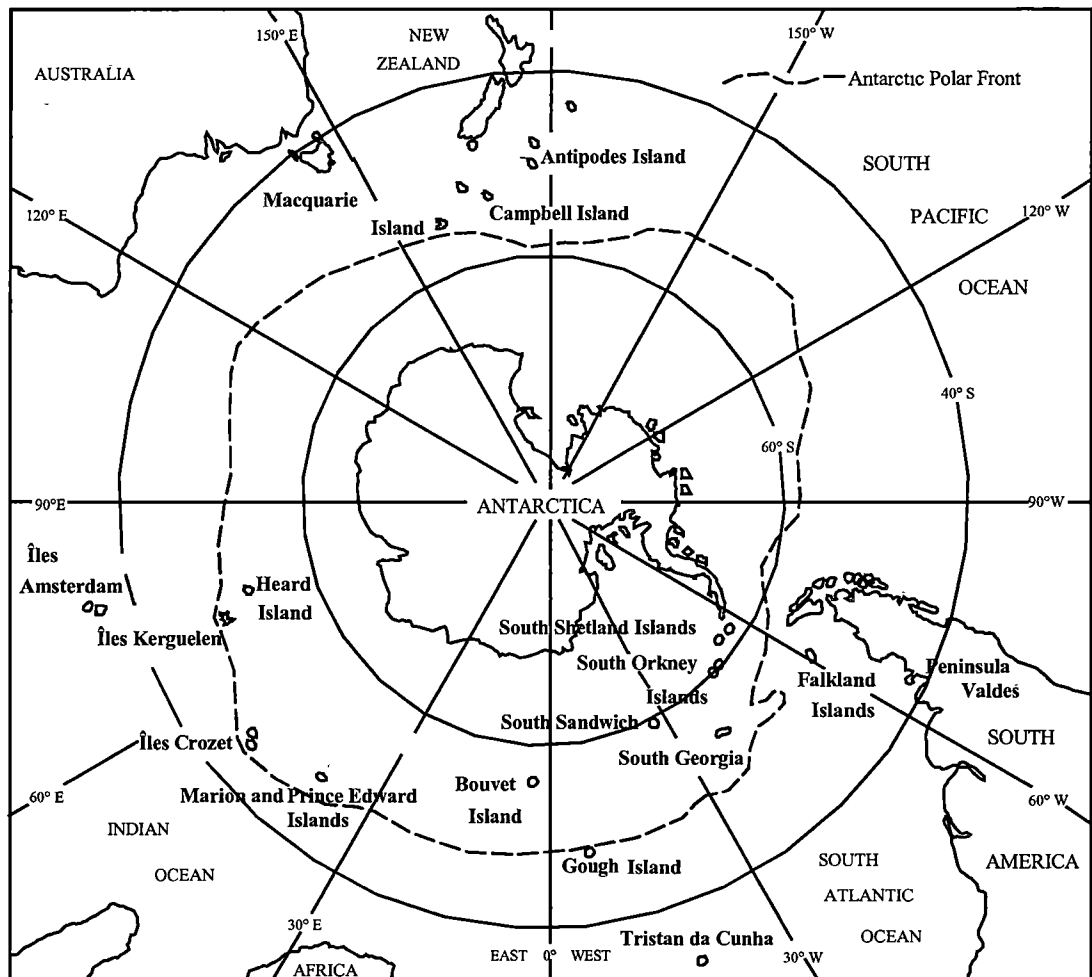 150° E
NEW
ZEALAND
150° W
AUSTRALIA
Antarctic Polar Front
SOUTH
PACIFIC
OCEAN
Antipodes Island
Macquarie
Island
Campbell Island
120° E
120° W
40° S
60° S
ANTARCTICA
90°E
90°W
Îles
Amsterdam
Heard
Island
Îles Kerguelen
South Shetland Islands
South Orkney
Islands
Falkland
Islands
Peninsula
Valdes
South Sandwich
South Georgia
SOUTH
AMERICA
Îles Crozet
Marion and Prince Edward
Islands
Bouvet
Island
60° E
60° W
INDIAN
OCEAN
Gough Island
SOUTH
ATLANTIC
OCEAN
Tristan da Cunha
30° E
EAST 0° WEST
30° W
AFRICA